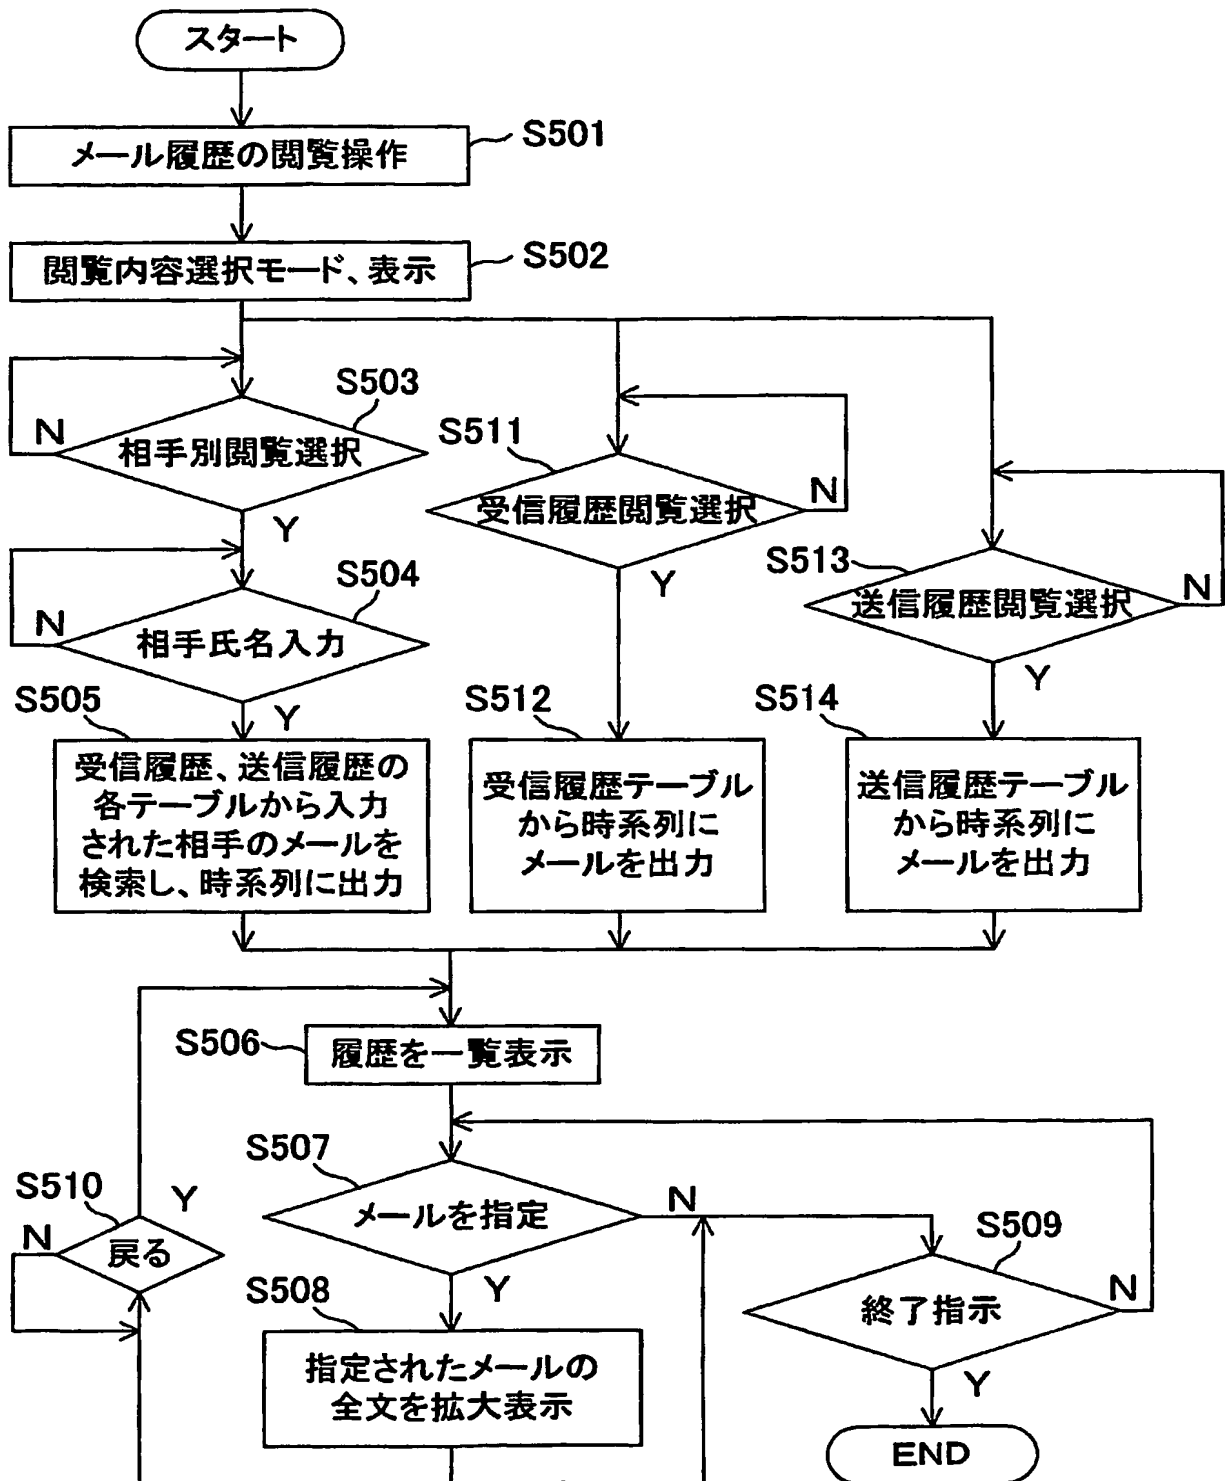 スタート
メール履歴の閲覧操作
S501
閲覧内容選択モード、表示
S502
S503
N
相手別閲覧選択
Y
S504
N
相手氏名入力
Y
S505
受信履歴、送信履歴の
各テーブルから入力
された相手のメールを
検索し、時系列に出力
S511
受信履歴閲覧選択
N
Y
S512
受信履歴テーブル
から時系列に
メールを出力
S513
送信履歴閲覧選択
N
Y
S514
送信履歴テーブル
から時系列に
メールを出力
S506
履歴を一覧表示
S507
メールを指定
N
Y
S510
Y
N
戻る
S508
指定されたメールの
全文を拡大表示
S509
終了指示
N
Y
END